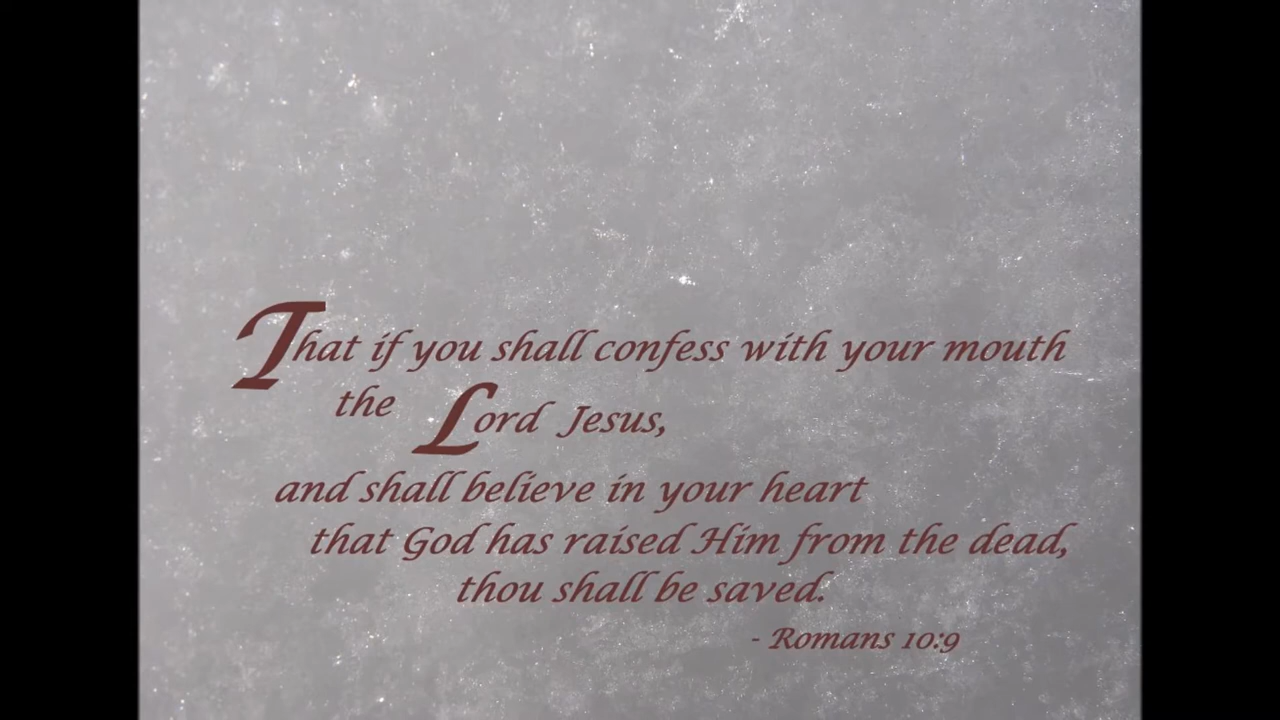 That if you shall confess with your mouth
the Lord Jesus,
and shall believe in your heart
that God has raised Him from the dead,
thou shall be saved.
- Romans 10:9